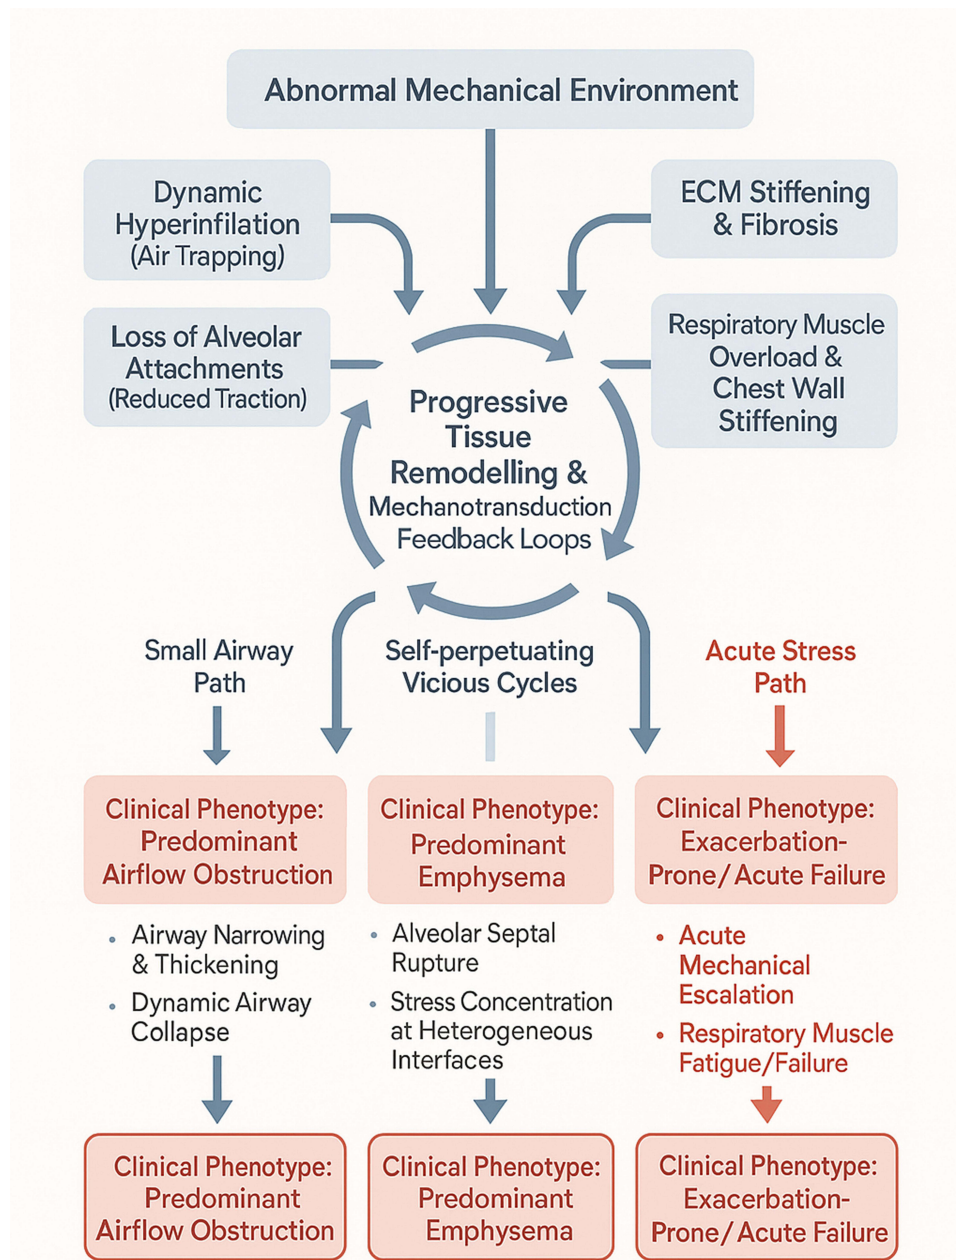 Abnormal Mechanical Environment
Dynamic
Hyperinfilation
(Air Trapping)
ECM Stiffening
& Fibrosis
Loss of Alveolar
Attachments
(Reduced Traction)
Respiratory Muscle
Overload &
Chest Wall
Stiffening
Progressive
Tissue
Remodelling &
Mechanotransduction
Feedback Loops
Small Airway
Path
Self-perpetuating
Vicious Cycles
Acute Stress
Path
Clinical Phenotype:
Predominant
Airflow Obstruction
Clinical Phenotype:
Predominant
Emphysema
Clinical Phenotype:
Exacerbation-
Prone/Acute Failure
• Airway Narrowing
& Thickening
• Dynamic Airway
Collapse
• Alveolar Septal
Rupture
• Stress Concentration
at Heterogeneous
Interfaces
• Acute
Mechanical
Escalation
• Respiratory Muscle
Fatigue/Failure
Clinical Phenotype:
Predominant
Airflow Obstruction
Clinical Phenotype:
Predominant
Emphysema
Clinical Phenotype:
Exacerbation-
Prone/Acute Failure